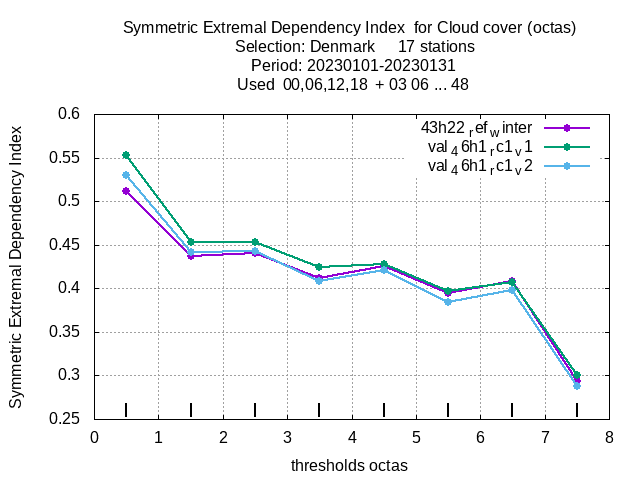 Symmetric Extremal Dependency Index  for Cloud cover (octas)
Selection: Denmark     17 stations
Period: 20230101-20230131
Used  00,06,12,18  + 03 06 ... 48
Symmetric Extremal Dependency Index
0.6
0.55
0.5
0.45
0.4
0.35
0.3
0.25
43h22 r ef w inter
val 4 6h1 r c1 v 1
val 4 6h1 r c1 v 2
0 1 2 3 4 5 6 7 8
thresholds octas